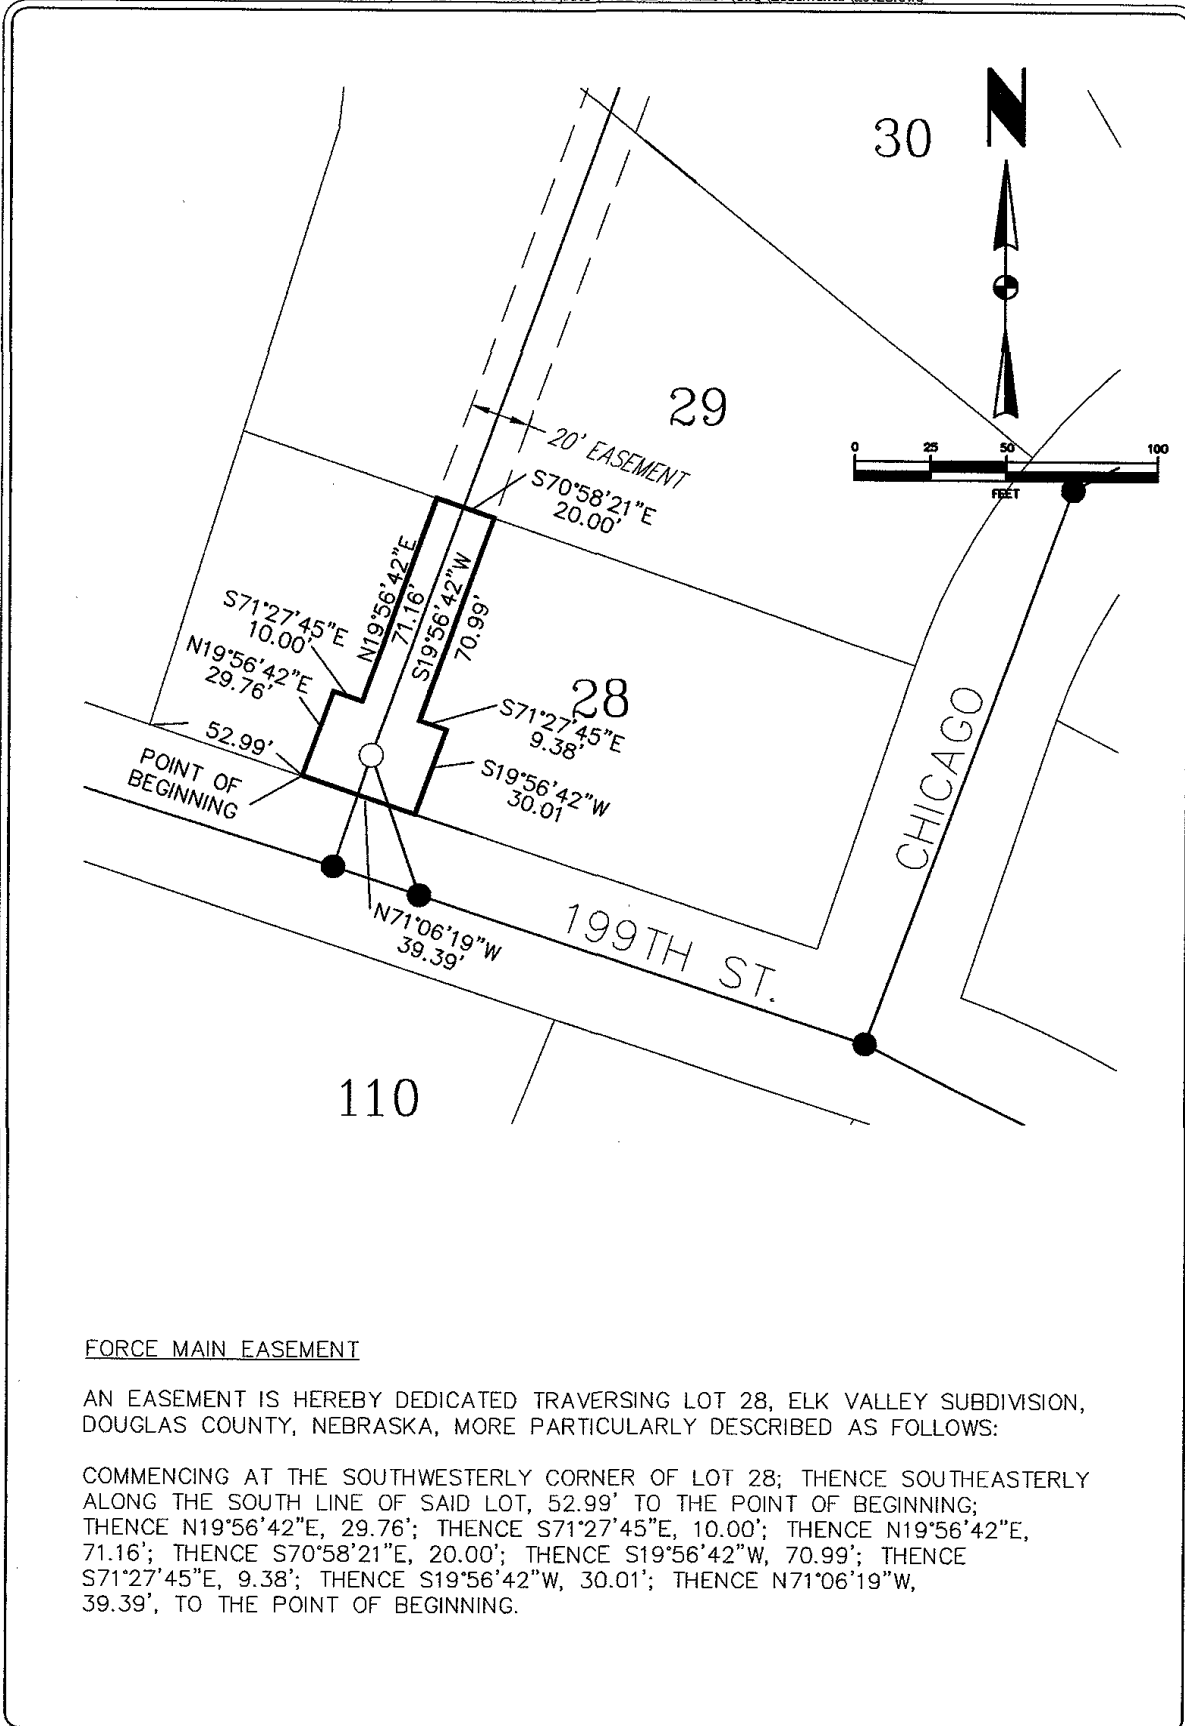 N
30
29
20' EASEMENT
0 25 50 100
FEET
S70°58'21"E
20.00'
N19°56'42"E
71.16'
S19°56'42"W
70.99'
S71°27'45"E
10.00'
N19°56'42"E
29.76'
28
S71°27'45"E
9.38'
52.99'
S19°56'42"W
30.01
POINT OF
BEGINNING
CHICAGO
N71°06'19"W
39.39'
199TH ST.
110
FORCE MAIN EASEMENT
AN EASEMENT IS HEREBY DEDICATED TRAVERSING LOT 28, ELK VALLEY SUBDIVISION,
DOUGLAS COUNTY, NEBRASKA, MORE PARTICULARLY DESCRIBED AS FOLLOWS:
COMMENCING AT THE SOUTHWESTERLY CORNER OF LOT 28; THENCE SOUTHEASTERLY
ALONG THE SOUTH LINE OF SAID LOT, 52.99' TO THE POINT OF BEGINNING;
THENCE N19°56'42"E, 29.76'; THENCE S71°27'45"E, 10.00'; THENCE N19°56'42"E,
71.16'; THENCE S70°58'21"E, 20.00'; THENCE S19°56'42"W, 70.99'; THENCE
S71°27'45"E, 9.38'; THENCE S19°56'42"W, 30.01'; THENCE N71°06'19"W,
39.39', TO THE POINT OF BEGINNING.